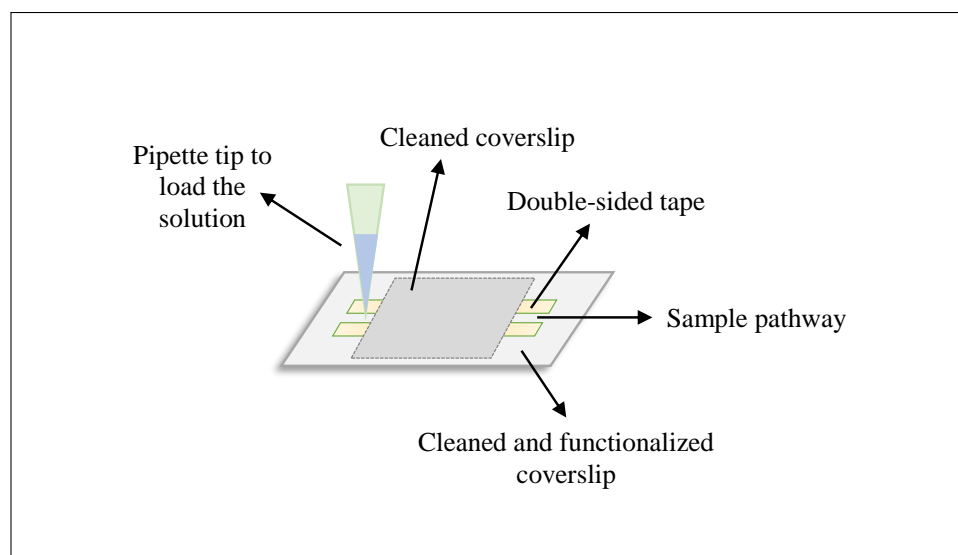 Cleaned coverslip
Pipette tip to
load the
solution
Double-sided tape
Sample pathway
Cleaned and functionalized
coverslip